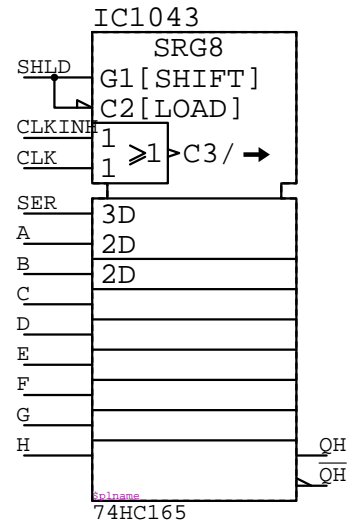 IC1043
SRG8
SHLD
G1[SHIFT]
C2[LOAD]
CLKINH
1
≥1
C3/ →
CLK
1
SER
3D
A
2D
B
2D
C
D
E
F
G
H
QH
QH
$plname
74HC165